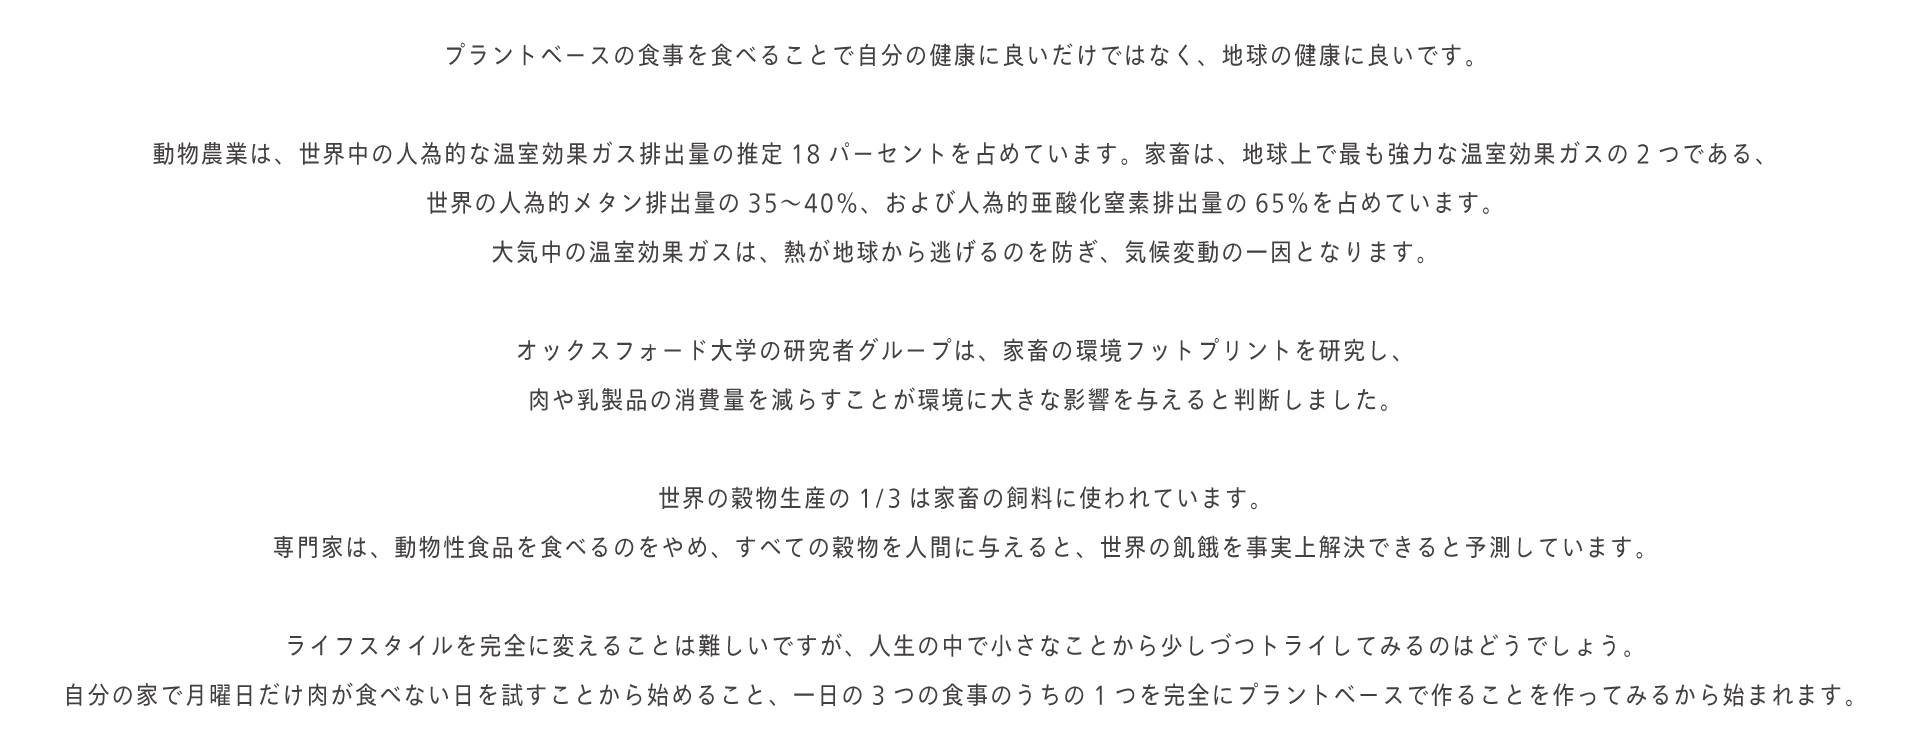 プラントベースの食事を食べることで自分の健康に良いだけではなく、地球の健康に良いです。
動物農業は、世界中の人為的な温室効果ガス排出量の推定 18 パーセントを占めています。家畜は、地球上で最も強力な温室効果ガスの 2 つである、
世界の人為的メタン排出量の 35〜40%、および人為的亜酸化窒素排出量の 65%を占めています。
大気中の温室効果ガスは、熱が地球から逃げるのを防ぎ、気候変動の一因となります。
オックスフォード大学の研究者グループは、家畜の環境フットプリントを研究し、
肉や乳製品の消費量を減らすことが環境に大きな影響を与えると判断しました。
世界の穀物生産の 1/3 は家畜の飼料に使われています。
専門家は、動物性食品を食べるのをやめ、すべての穀物を人間に与えると、世界の飢餓を事実上解決できると予測しています。
ライフスタイルを完全に変えることは難しいですが、人生の中で小さなことから少しづつトライしてみるのはどうでしょう。
自分の家で月曜日だけ肉が食べない日を試すことから始めること、一日の 3 つの食事のうちの 1 つを完全にプラントベースで作ることを作ってみるから始まれます。